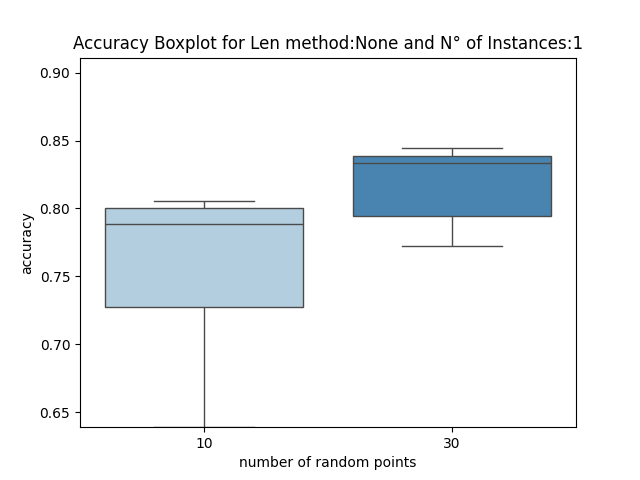 Accuracy Boxplot for Len method:None and N° of Instances:1
0.90
0.85
0.80
0.75
0.70
0.65
accuracy
10 30
number of random points